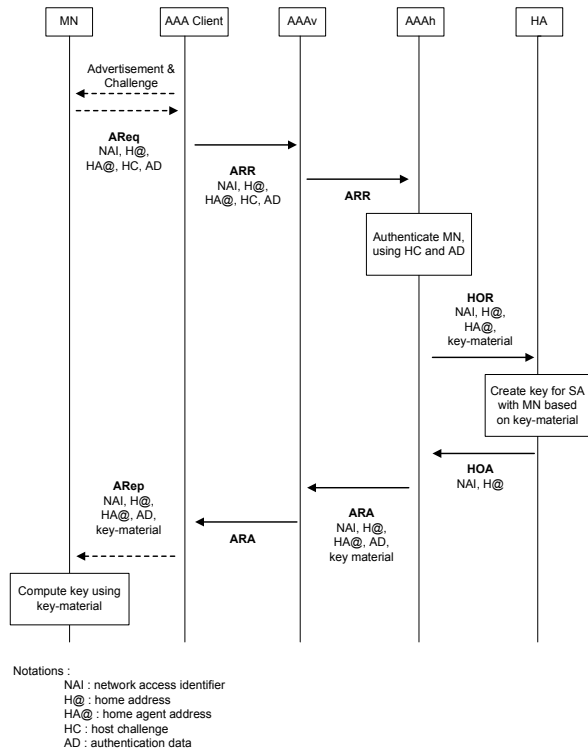 MN
AAA Client
AAAv
AAAh
HA
Advertisement &
Challenge
AReq
NAI, H@,
HA@, HC, AD
ARR
NAI, H@,
HA@, HC, AD
ARR
Authenticate MN,
using HC and AD
HOR
NAI, H@,
HA@,
key-material
Create key for SA
with MN based
on key-material
HOA
NAI, H@
ARA
NAI, H@,
HA@, AD,
key material
ARA
ARep
NAI, H@,
HA@, AD,
key-material
Compute key using
key-material
Notations :
NAI : network access identifier
H@ : home address
HA@ : home agent address
HC : host challenge
AD : authentication data